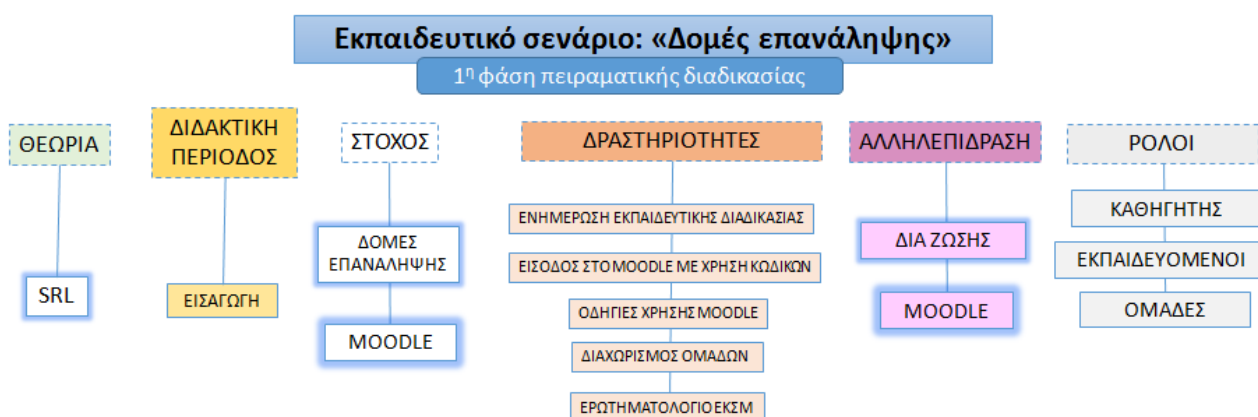 Εκπαιδευτικό σενάριο: «Δομές επανάληψης»
1η φάση πειραματικής διαδικασίας
ΘΕΩΡΙΑ
SRL
ΔΙΔΑΚΤΙΚΗ
ΠΕΡΙΟΔΟΣ
ΕΙΣΑΓΩΓΗ
ΣΤΟΧΟΣ
ΔΟΜΕΣ
ΕΠΑΝΑΛΗΨΗΣ
MOODLE
ΔΡΑΣΤΗΡΙΟΤΗΤΕΣ
ΕΝΗΜΕΡΩΣΗ ΕΚΠΑΙΔΕΥΤΙΚΗΣ ΔΙΑΔΙΚΑΣΙΑΣ
ΕΙΣΟΔΟΣ ΣΤΟ MOODLE ΜΕ ΧΡΗΣΗ ΚΩΔΙΚΩΝ
ΟΔΗΓΙΕΣ ΧΡΗΣΗΣ MOODLE
ΔΙΑΧΩΡΙΣΜΟΣ ΟΜΑΔΩΝ
ΕΡΩΤΗΜΑΤΟΛΟΓΙΟ ΕΚΣΜ
ΑΛΛΗΛΕΠΙΔΡΑΣΗ
ΔΙΑ ΖΩΣΗΣ
MOODLE
ΡΟΛΟΙ
ΚΑΘΗΓΗΤΗΣ
ΕΚΠΑΙΔΕΥΟΜΕΝΟΙ
ΟΜΑΔΕΣ